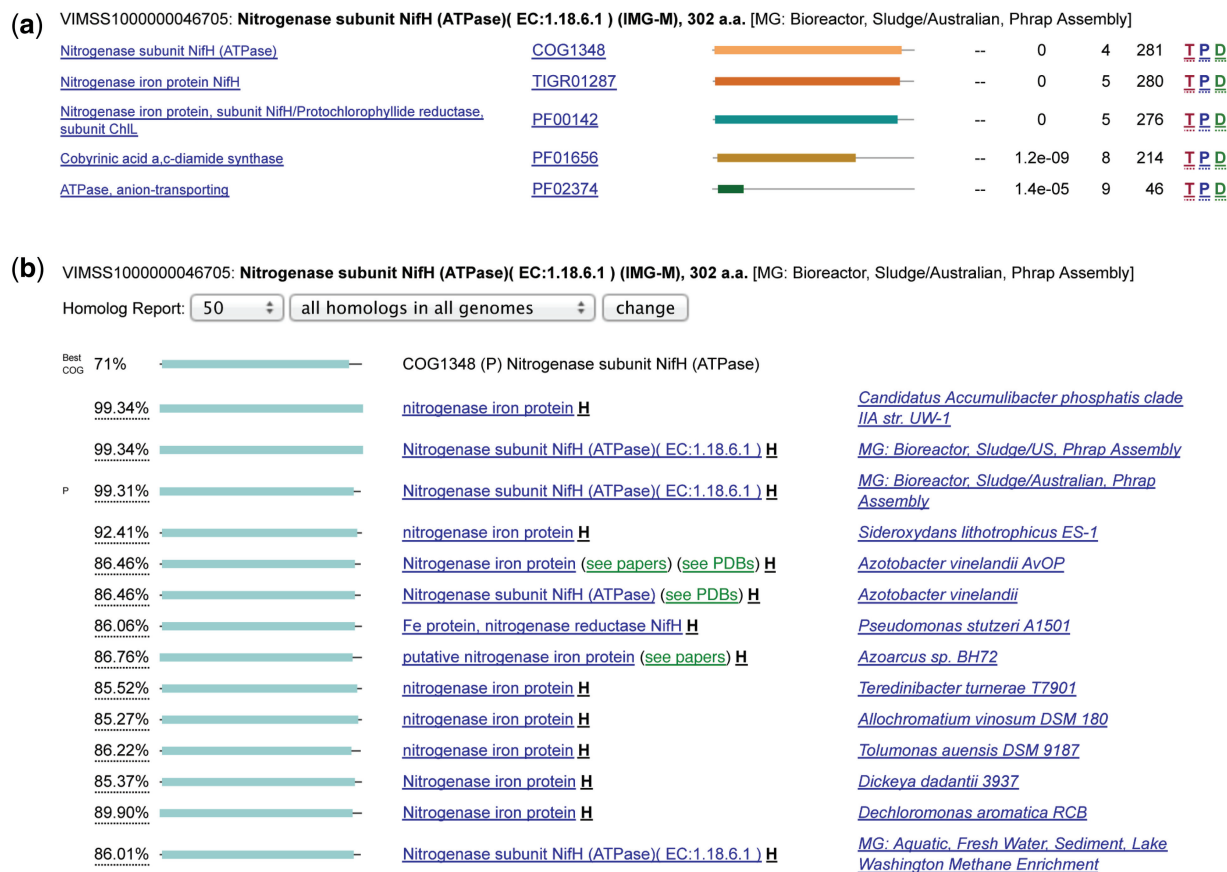 (a) VIMSS1000000046705: Nitrogenase subunit NifH (ATPase)( EC:1.18.6.1 ) (IMG-M), 302 a.a. [MG: Bioreactor, Sludge/Australian, Phrap Assembly]
Nitrogenase subunit NifH (ATPase) COG1348 -- 0 4 281 T P D
Nitrogenase iron protein NifH TIGR01287 -- 0 5 280 T P D
Nitrogenase iron protein, subunit NifH/Protochlorophyllide reductase,
subunit ChlL PF00142 -- 0 5 276 T P D
Cobyrinic acid a,c-diamide synthase PF01656 -- 1.2e-09 8 214 T P D
ATPase, anion-transporting PF02374 -- 1.4e-05 9 46 T P D
(b) VIMSS1000000046705: Nitrogenase subunit NifH (ATPase)( EC:1.18.6.1 ) (IMG-M), 302 a.a. [MG: Bioreactor, Sludge/Australian, Phrap Assembly]
Homolog Report: 50 all homologs in all genomes change
Best
COG 71% COG1348 (P) Nitrogenase subunit NifH (ATPase)
99.34% nitrogenase iron protein H Candidatus Accumulibacter phosphatis clade
IIA str. UW-1
99.34% Nitrogenase subunit NifH (ATPase)( EC:1.18.6.1 ) H MG: Bioreactor, Sludge/US, Phrap Assembly
P 99.31% Nitrogenase subunit NifH (ATPase)( EC:1.18.6.1 ) H MG: Bioreactor, Sludge/Australian, Phrap
Assembly
92.41% nitrogenase iron protein H Sideroxydans lithotrophicus ES-1
86.46% Nitrogenase iron protein (see papers) (see PDBs) H Azotobacter vinelandii AvOP
86.46% Nitrogenase subunit NifH (ATPase) (see PDBs) H Azotobacter vinelandii
86.06% Fe protein, nitrogenase reductase NifH H Pseudomonas stutzeri A1501
86.76% putative nitrogenase iron protein (see papers) H Azoarcus sp. BH72
85.52% nitrogenase iron protein H Teredinibacter turnerae T7901
85.27% nitrogenase iron protein H Allochromatium vinosum DSM 180
86.22% nitrogenase iron protein H Tolumonas auensis DSM 9187
85.37% Nitrogenase iron protein H Dickeya dadantii 3937
89.90% Nitrogenase iron protein H Dechloromonas aromatica RCB
86.01% Nitrogenase subunit NifH (ATPase)( EC:1.18.6.1 ) H MG: Aquatic, Fresh Water, Sediment, Lake
Washington Methane Enrichment